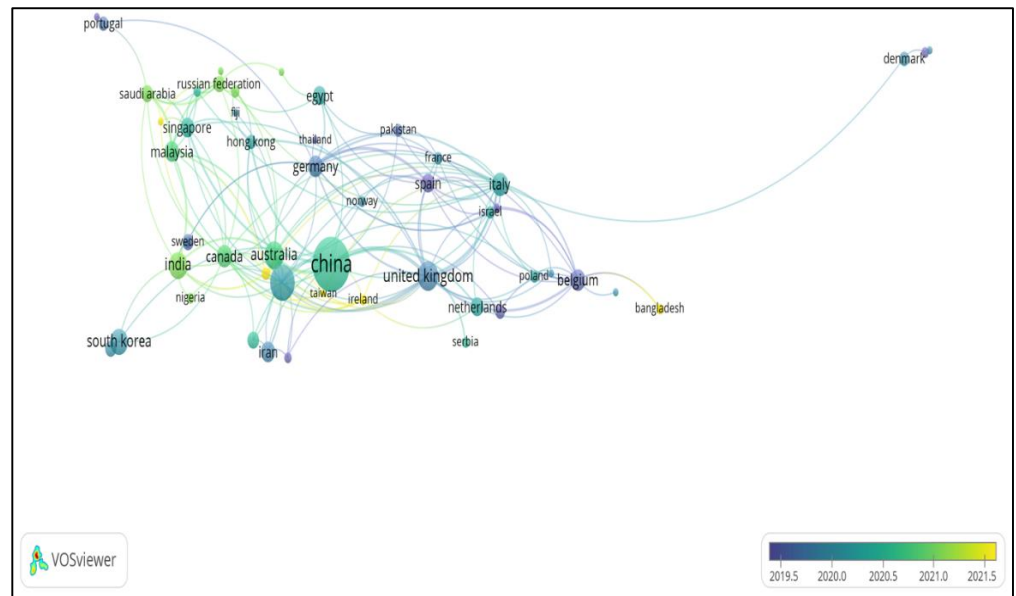 portugal
denmark
russian federation
saudi arabia
egypt
fiji
singapore
pakistan
thailand
hong kong
malaysia
france
germany
spain
italy
norway
israel
sweden
australia
canada
india
china
united kingdom
poland
belgium
taiwan
nigeria
ireland
netherlands
bangladesh
south korea
serbia
iran
VOSviewer
2019.5 2020.0 2020.5 2021.0 2021.5